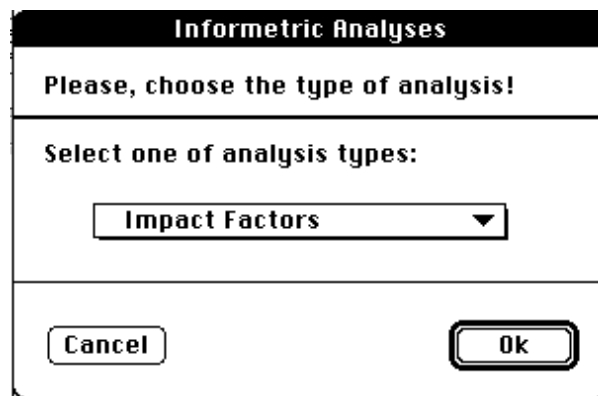 Informetric Analyses
Please, choose the type of analysis!
Select one of analysis types:
Impact Factors
Cancel
Ok